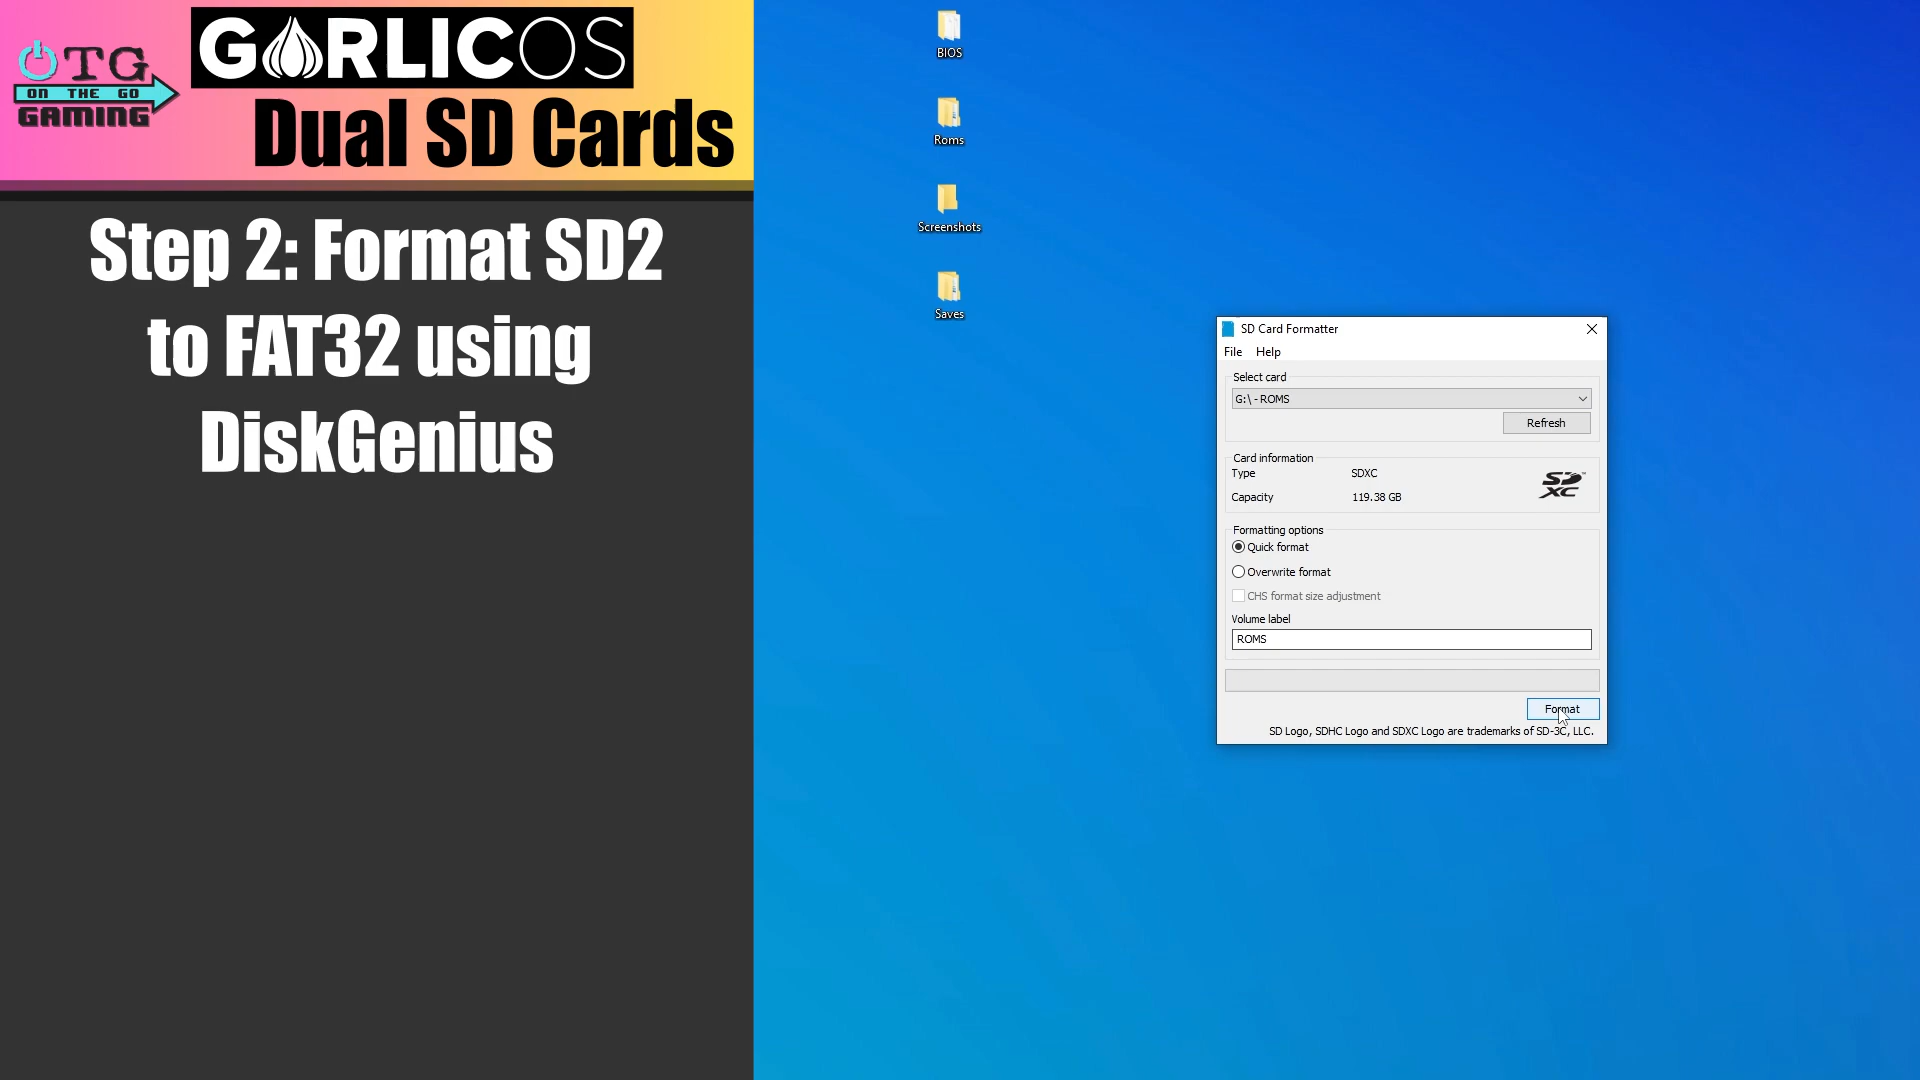 OTG
ON THE GO
GAMING
GARLICOS
Dual SD Cards
Step 2: Format SD2
to FAT32 using
DiskGenius
BIOS
Roms
Screenshots
Saves
SD Card Formatter
File Help
Select card
G:\ - ROMS
Refresh
Card information
Type SDXC
Capacity 119.38 GB
SD XC™
Formatting options
Quick format
Overwrite format
CHS format size adjustment
Volume label
ROMS
Format
SD Logo, SDHC Logo and SDXC Logo are trademarks of SD-3C, LLC.